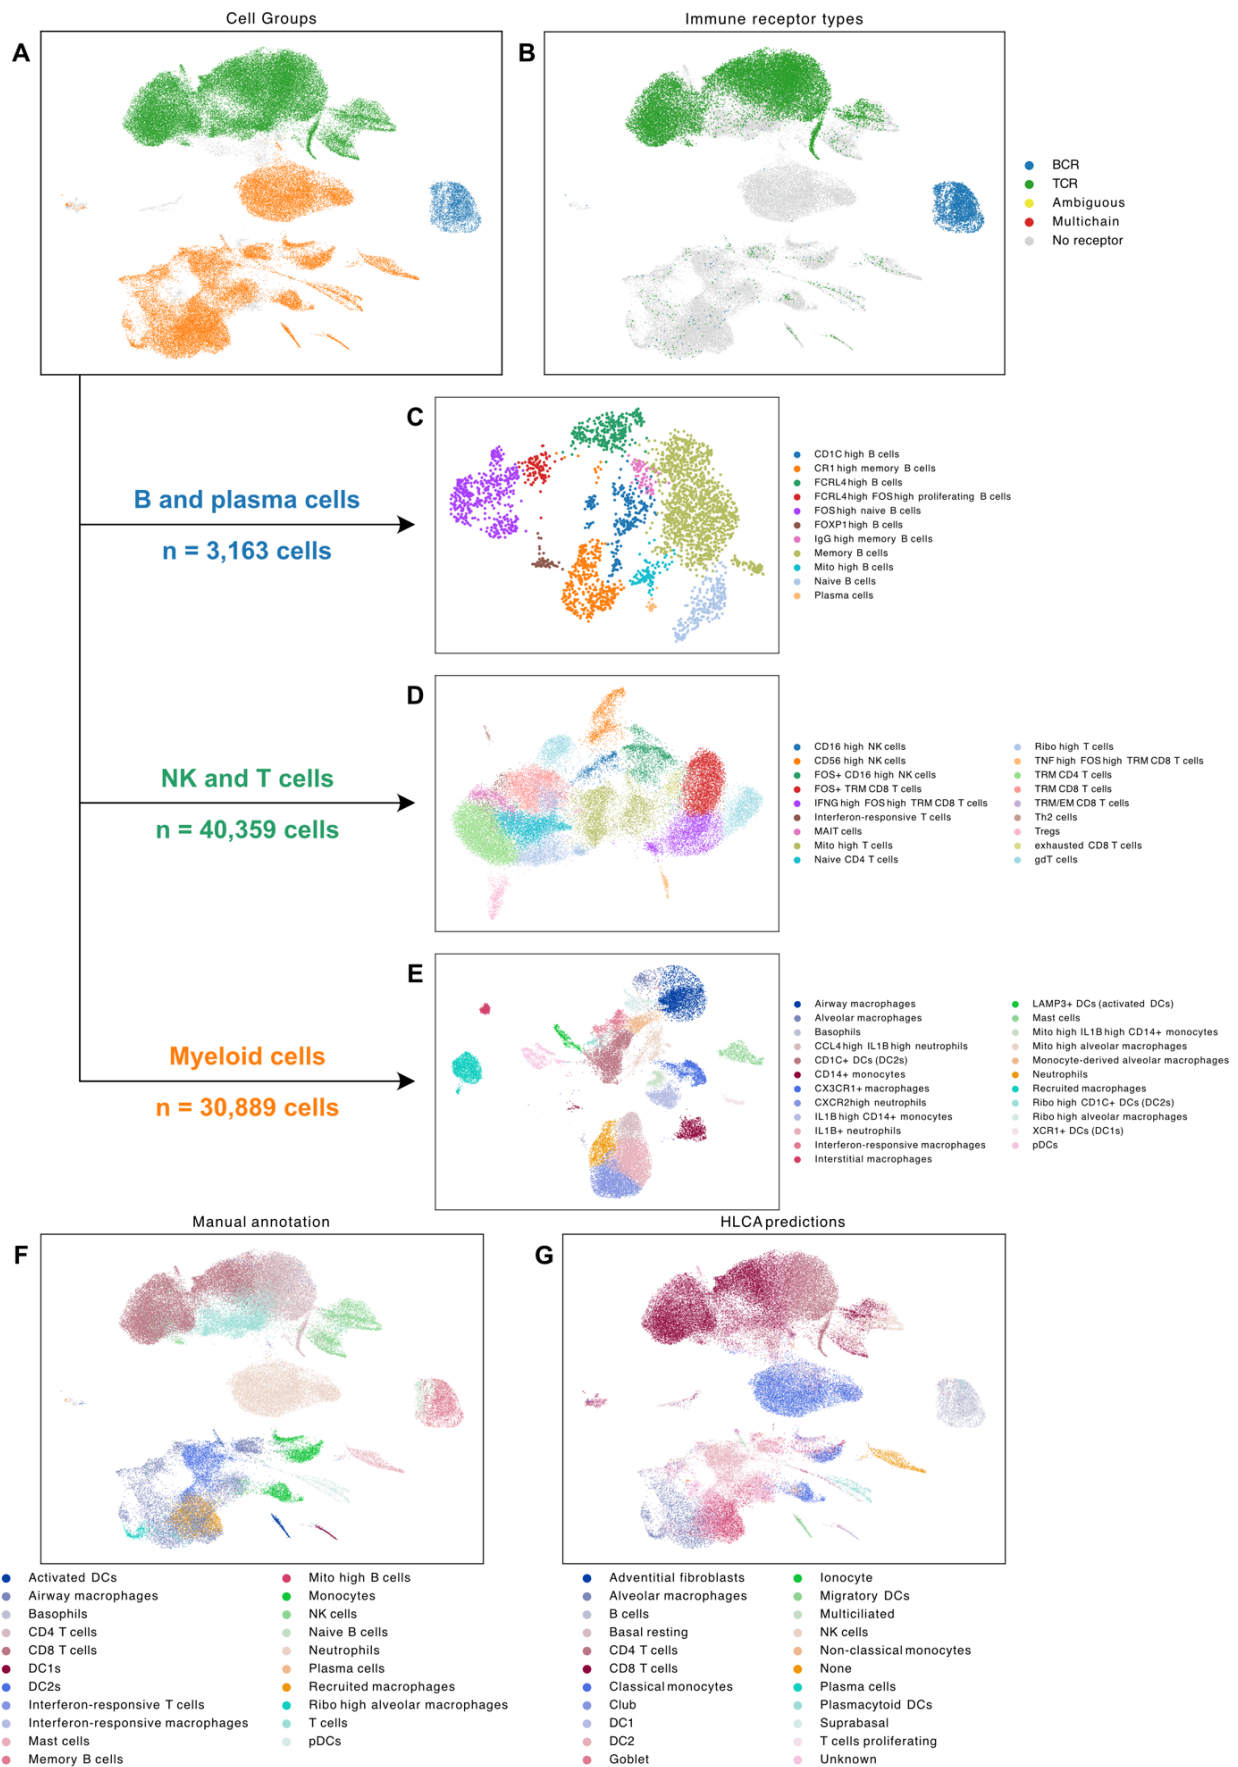 Cell Groups
Immune receptor types
A
B
BCR
TCR
Ambiguous
Multichain
No receptor
C
B and plasma cells
n = 3,163 cells
CD1C high B cells
CR1 high memory B cells
FCRL4 high B cells
FCRL4 high FOS high proliferating B cells
FOS high naive B cells
FOXP1 high B cells
IgG high memory B cells
Memory B cells
Mito high B cells
Naive B cells
Plasma cells
D
NK and T cells
n = 40,359 cells
CD16 high NK cells
CD56 high NK cells
FOS+ CD16 high NK cells
FOS+ TRM CD8 T cells
IFNG high FOS high TRM CD8 T cells
Interferon-responsive T cells
MAIT cells
Mito high T cells
Naive CD4 T cells
Ribo high T cells
TNF high FOS high TRM CD8 T cells
TRM CD4 T cells
TRM CD8 T cells
TRM/EM CD8 T cells
Th2 cells
Tregs
exhausted CD8 T cells
gdT cells
E
Myeloid cells
n = 30,889 cells
Airway macrophages
Alveolar macrophages
Basophils
CCL4 high IL1B high neutrophils
CD1C+ DCs (DC2s)
CD14+ monocytes
CX3CR1+ macrophages
CXCR2 high neutrophils
IL1B high CD14+ monocytes
IL1B+ neutrophils
Interferon-responsive macrophages
Interstitial macrophages
LAMP3+ DCs (activated DCs)
Mast cells
Mito high IL1B high CD14+ monocytes
Mito high alveolar macrophages
Monocyte-derived alveolar macrophages
Neutrophils
Recruited macrophages
Ribo high CD1C+ DCs (DC2s)
Ribo high alveolar macrophages
XCR1+ DCs (DC1s)
pDCs
Manual annotation
HLCA predictions
F
G
Activated DCs
Airway macrophages
Basophils
CD4 T cells
CD8 T cells
DC1s
DC2s
Interferon-responsive T cells
Interferon-responsive macrophages
Mast cells
Memory B cells
Mito high B cells
Monocytes
NK cells
Naive B cells
Neutrophils
Plasma cells
Recruited macrophages
Ribo high alveolar macrophages
T cells
pDCs
Adventitial fibroblasts
Alveolar macrophages
B cells
Basal resting
CD4 T cells
CD8 T cells
Classical monocytes
Club
DC1
DC2
Goblet
Ionocyte
Migratory DCs
Multiciliated
NK cells
Non-classical monocytes
None
Plasma cells
Plasmacytoid DCs
Suprabasal
T cells proliferating
Unknown